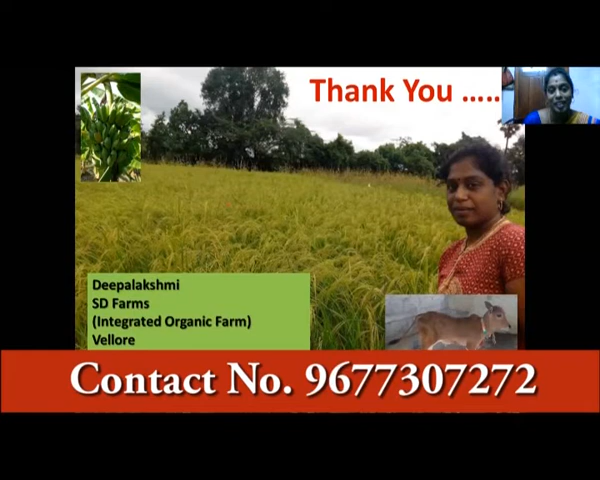 Thank You .....
Deepalakshmi
SD Farms
(Integrated Organic Farm)
Vellore
Contact No. 9677307272